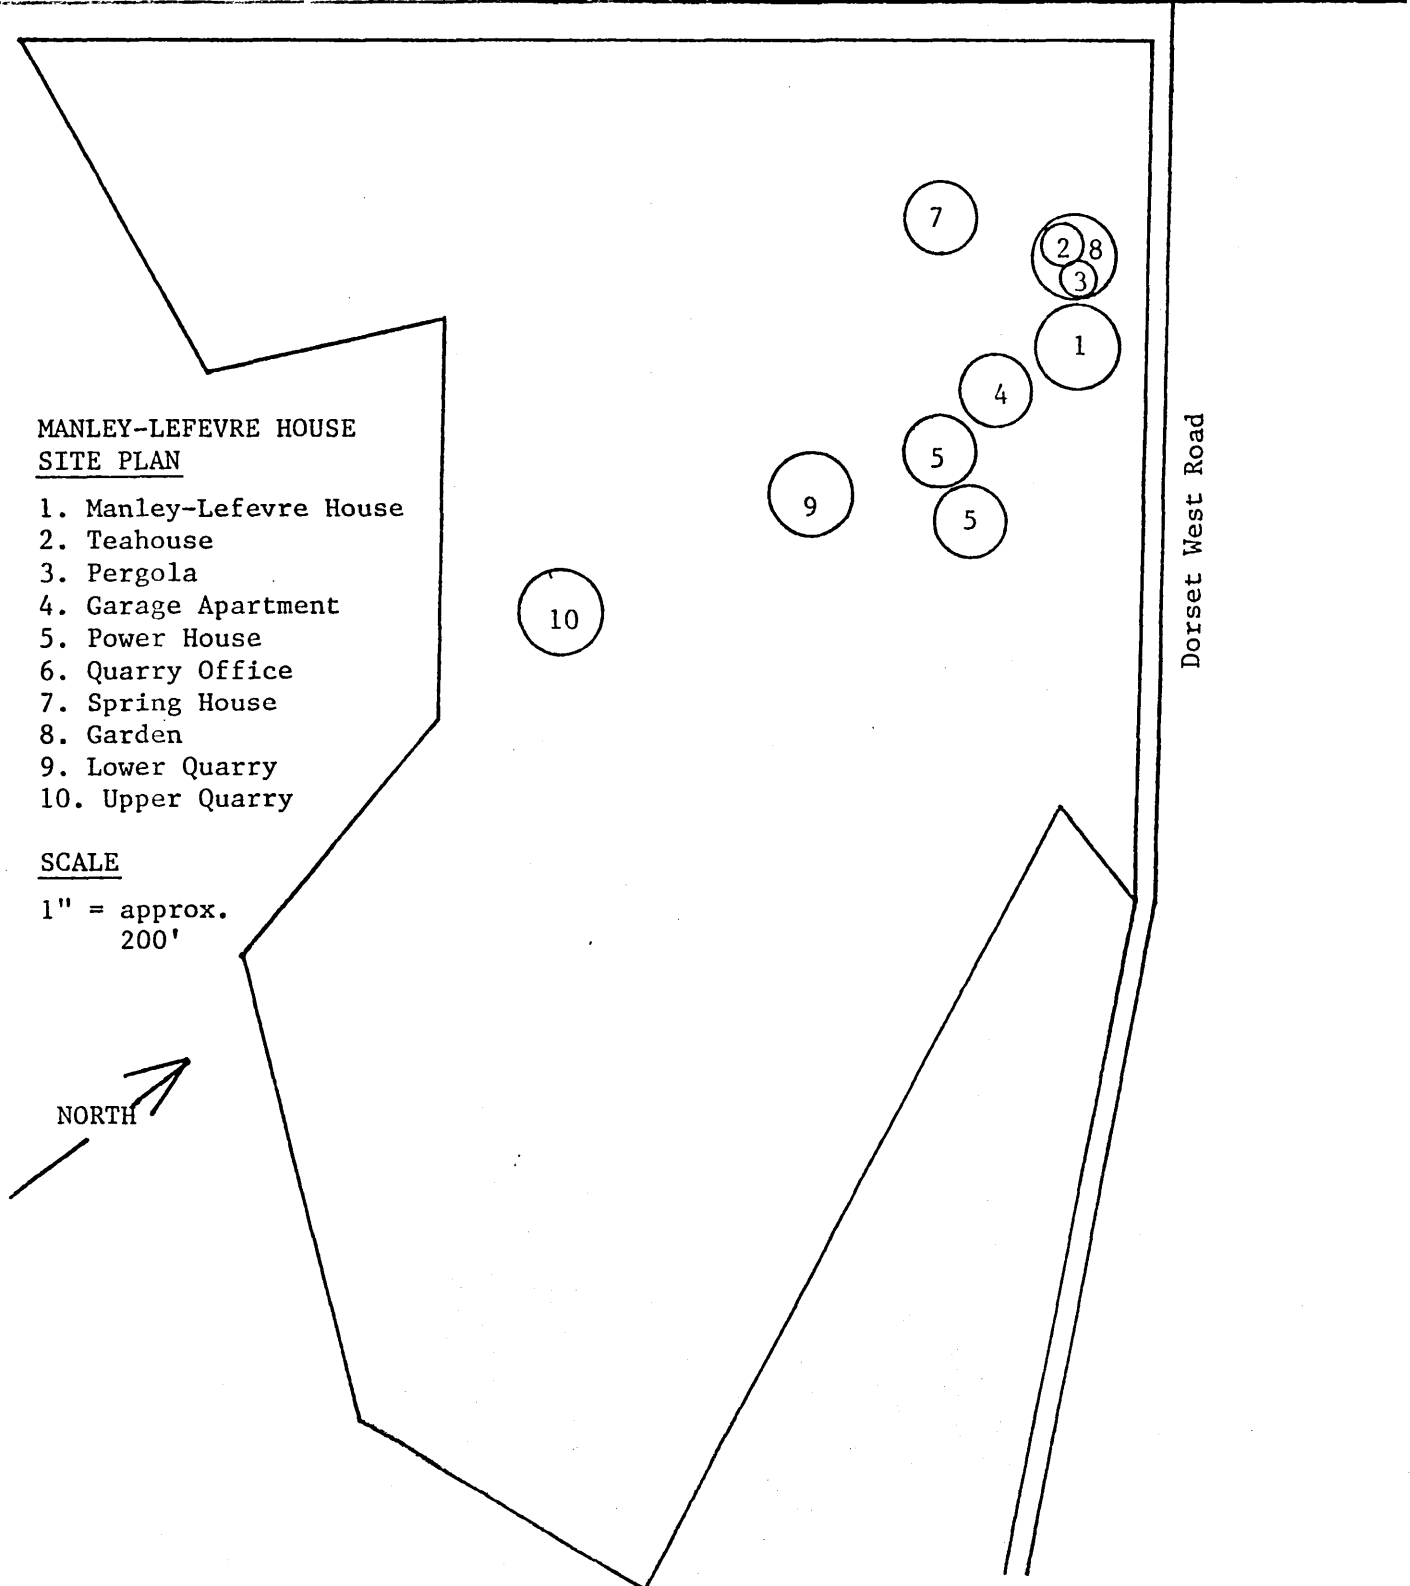 7
2 8
3
1
4
5
9
5
10
Dorset West Road
MANLEY-LEFEVRE HOUSE
SITE PLAN
1. Manley-Lefevre House
2. Teahouse
3. Pergola
4. Garage Apartment
5. Power House
6. Quarry Office
7. Spring House
8. Garden
9. Lower Quarry
10. Upper Quarry
SCALE
1" = approx.
200'
NORTH